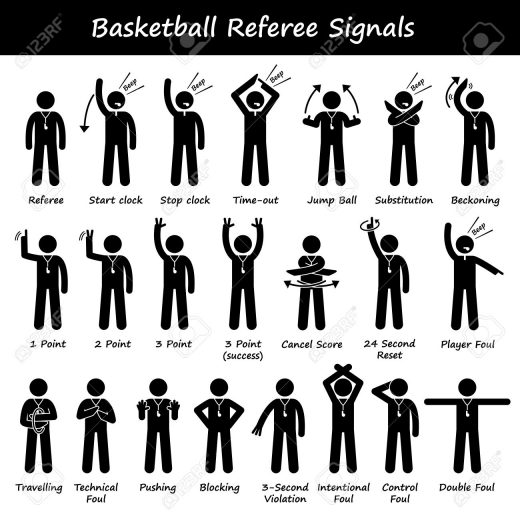 Basketball Referee Signals
Beep Beep Beep Beep
Referee Start clock Stop clock Time-out Jump Ball Substitution Beckoning
Beep
1 Point 2 Point 3 Point 3 Point (success) Cancel Score 24 Second Reset Player Foul
Travelling Technical Foul Pushing Blocking 3-Second Violation Intentional Foul Control Foul Double Foul
123RF